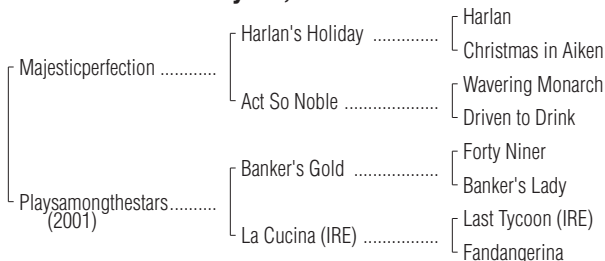 Harlan
Harlan's Holiday ..............
Christmas in Aiken
Majesticperfection ............
Wavering Monarch
Act So Noble ....................
Driven to Drink
Forty Niner
Banker's Gold ..................
Banker's Lady
Playsamongthestars..........
(2001)
Last Tycoon (IRE)
La Cucina (IRE) ................
Fandangerina